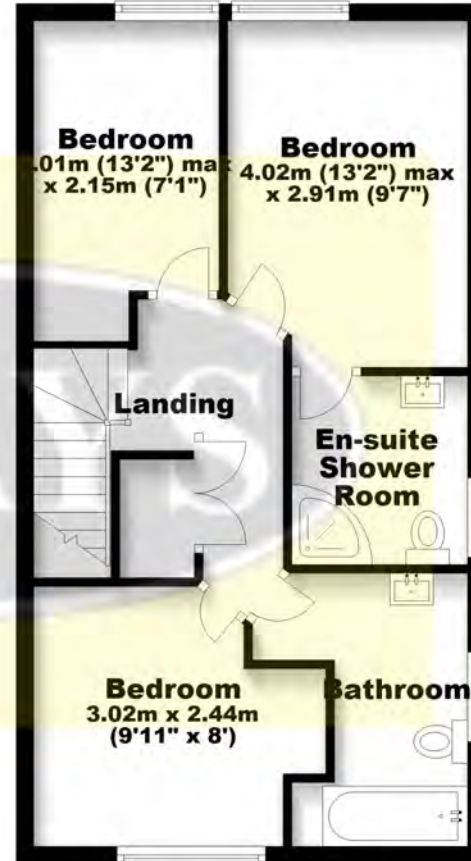 Bedroom
.01m (13'2") max
x 2.15m (7'1")
Bedroom
4.02m (13'2") max
x 2.91m (9'7")
Landing
En-suite
Shower
Room
Bedroom
3.02m x 2.44m
(9'11" x 8')
Bathroom